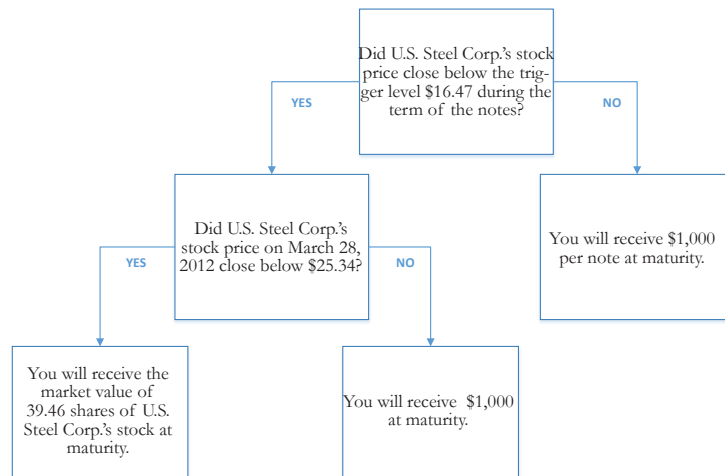 Did U.S. Steel Corp.'s stock
price close below the trig-
ger level $16.47 during the
term of the notes?
YES
NO
Did U.S. Steel Corp.'s
stock price on March 28,
2012 close below $25.34?
You will receive $1,000
per note at maturity.
YES
NO
You will receive the
market value of
39.46 shares of U.S.
Steel Corp.'s stock at
maturity.
You will receive $1,000
at maturity.